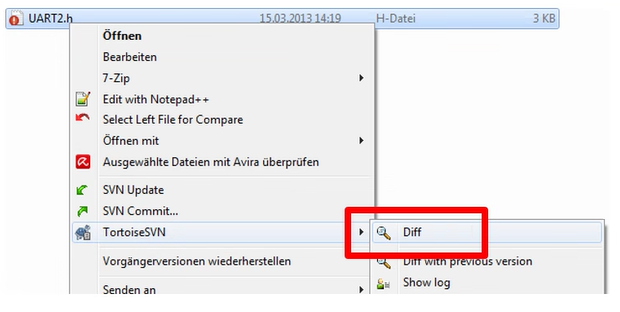 UART2.h 15.03.2013 14:19 H-Datei 3 KB
Öffnen
Bearbeiten
7-Zip
Edit with Notepad++
Select Left File for Compare
Öffnen mit
Ausgewählte Dateien mit Avira überprüfen
SVN Update
SVN Commit...
TortoiseSVN
Diff
Vorgängerversionen wiederherstellen
Diff with previous version
Senden an
Show log